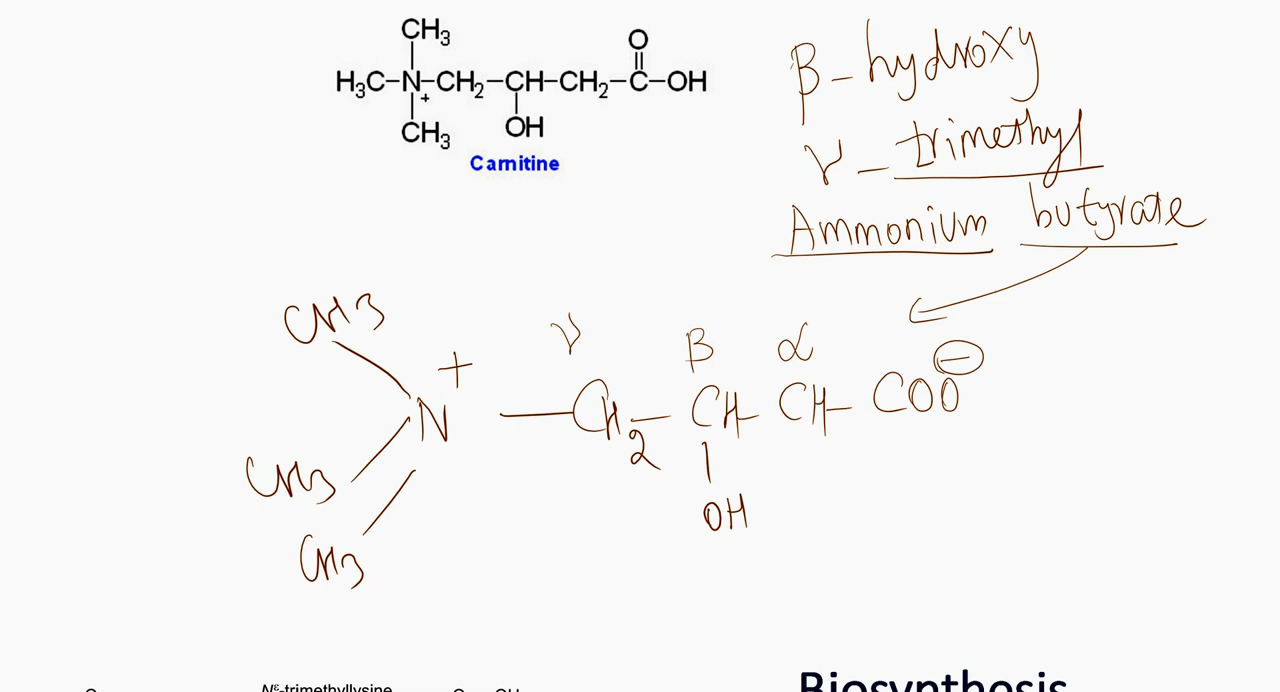 CH3
H3C-N-CH2-CH-CH2-C-OH
O
+
CH3
OH
Carnitine
β-hydroxy
γ-trimethyl
Ammonium butyrate
CH3
+
γ
β
α
N
CH2-CH CH-COO
-
CH3
OH
CH3
Nε-trimethyllysine
Biosynthesis